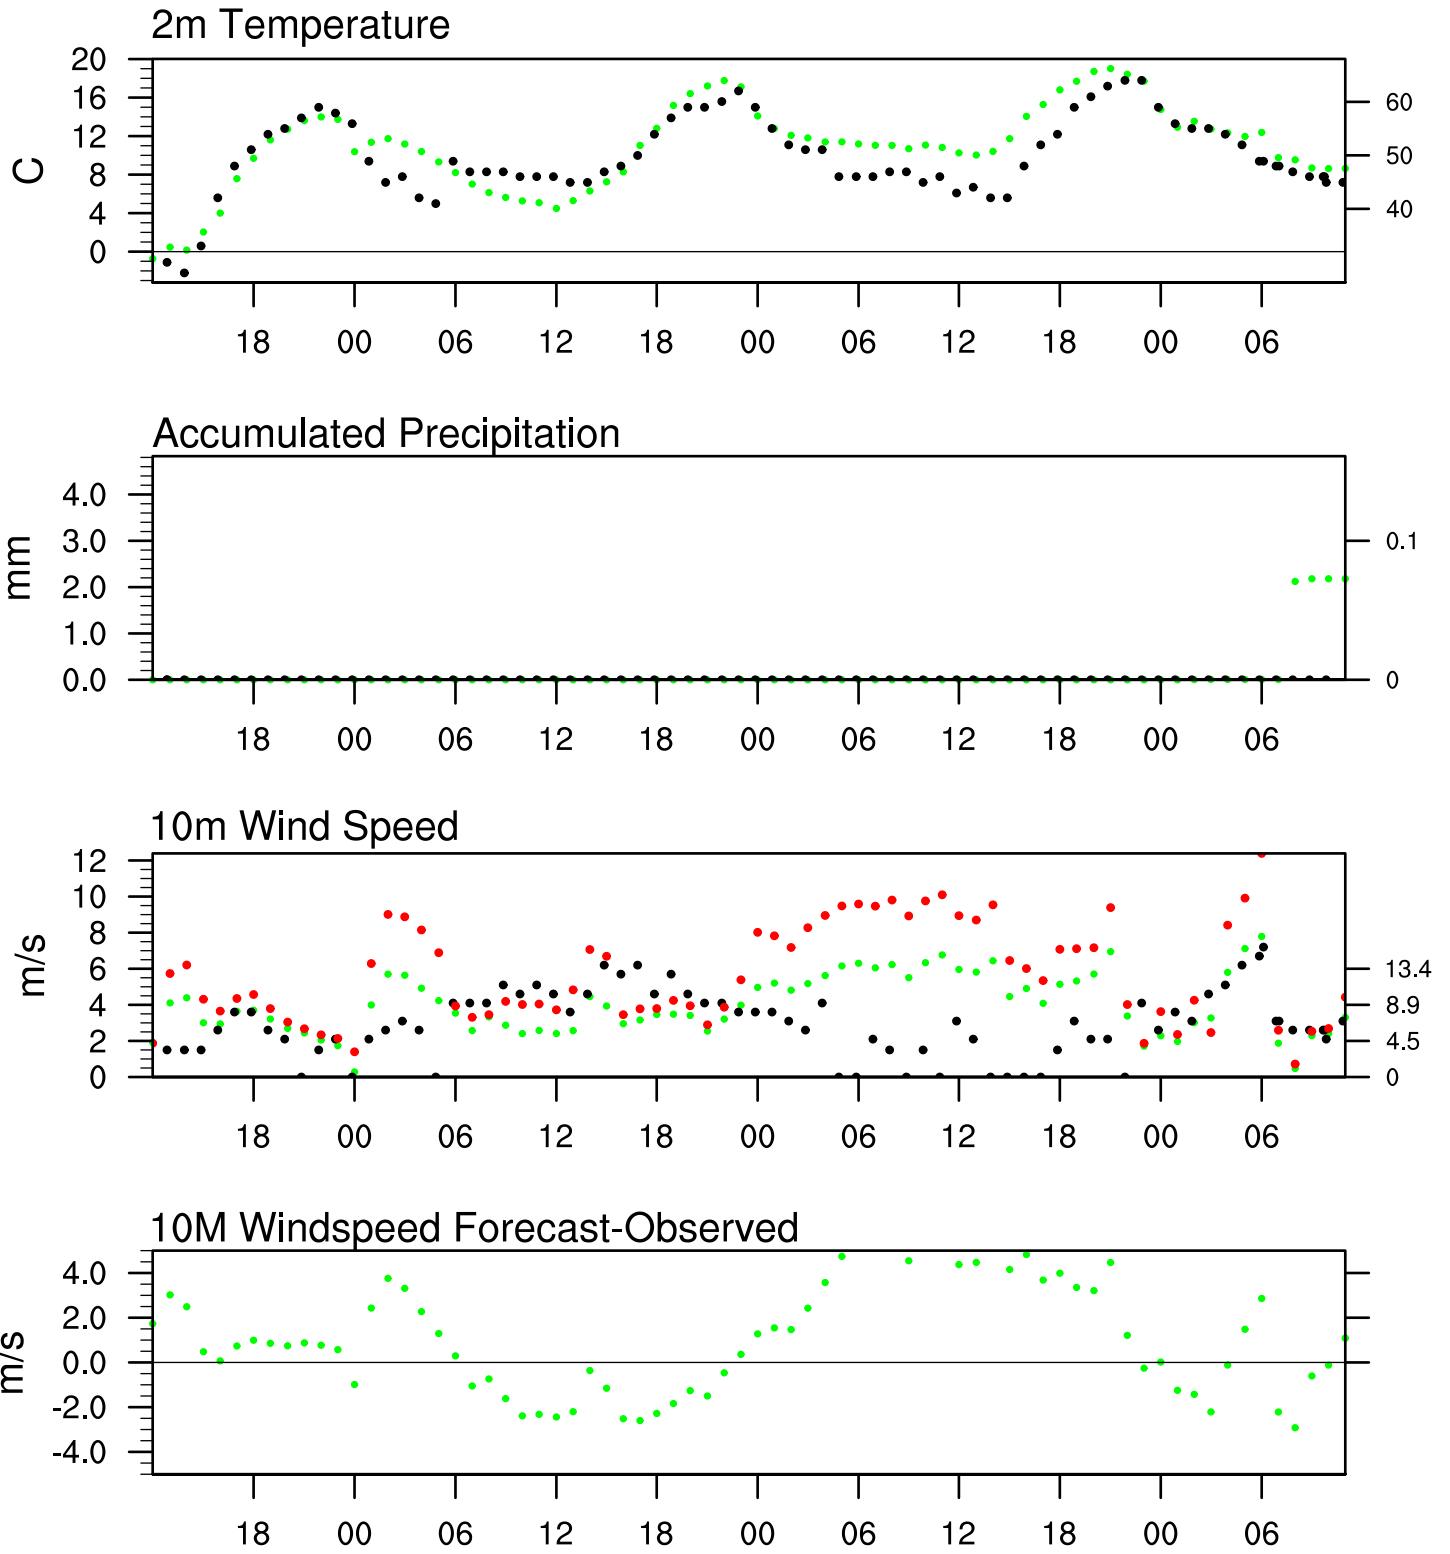 2m Temperature
20
16
12
8
4
0
C
60
50
40
18 00 06 12 18 00 06 12 18 00 06
Accumulated Precipitation
4.0
3.0
2.0
1.0
0.0
mm
0.1
0
18 00 06 12 18 00 06 12 18 00 06
10m Wind Speed
12
10
8
6
4
2
0
m/s
13.4
8.9
4.5
0
18 00 06 12 18 00 06 12 18 00 06
10M Windspeed Forecast-Observed
4.0
2.0
0.0
-2.0
-4.0
m/s
18 00 06 12 18 00 06 12 18 00 06